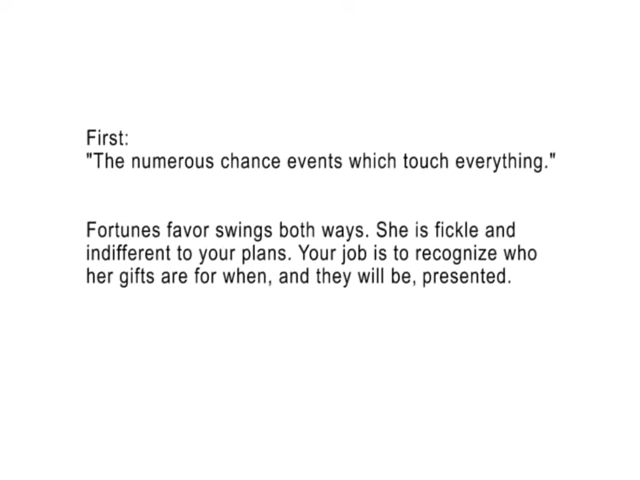 First:
"The numerous chance events which touch everything."
Fortunes favor swings both ways. She is fickle and
indifferent to your plans. Your job is to recognize who
her gifts are for when, and they will be, presented.